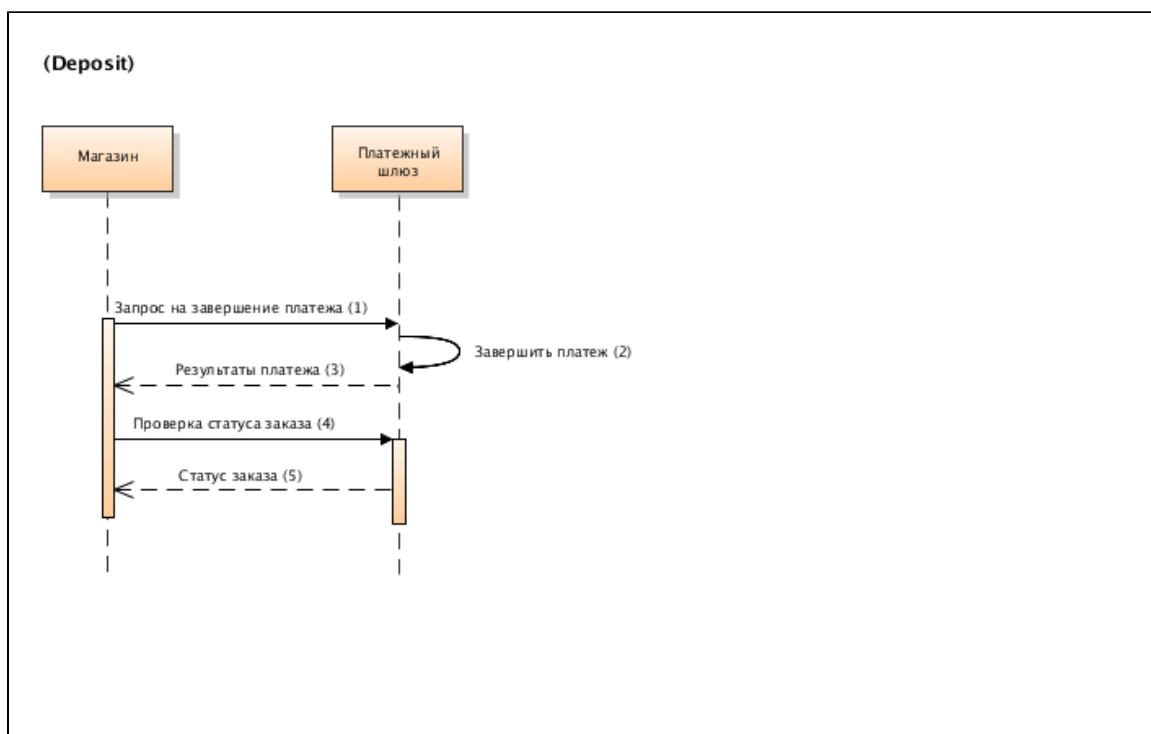 (Deposit)
Магазин
Платежный
шлюз
Запрос на завершение платежа (1)
Завершить платеж (2)
Результаты платежа (3)
Проверка статуса заказа (4)
Статус заказа (5)